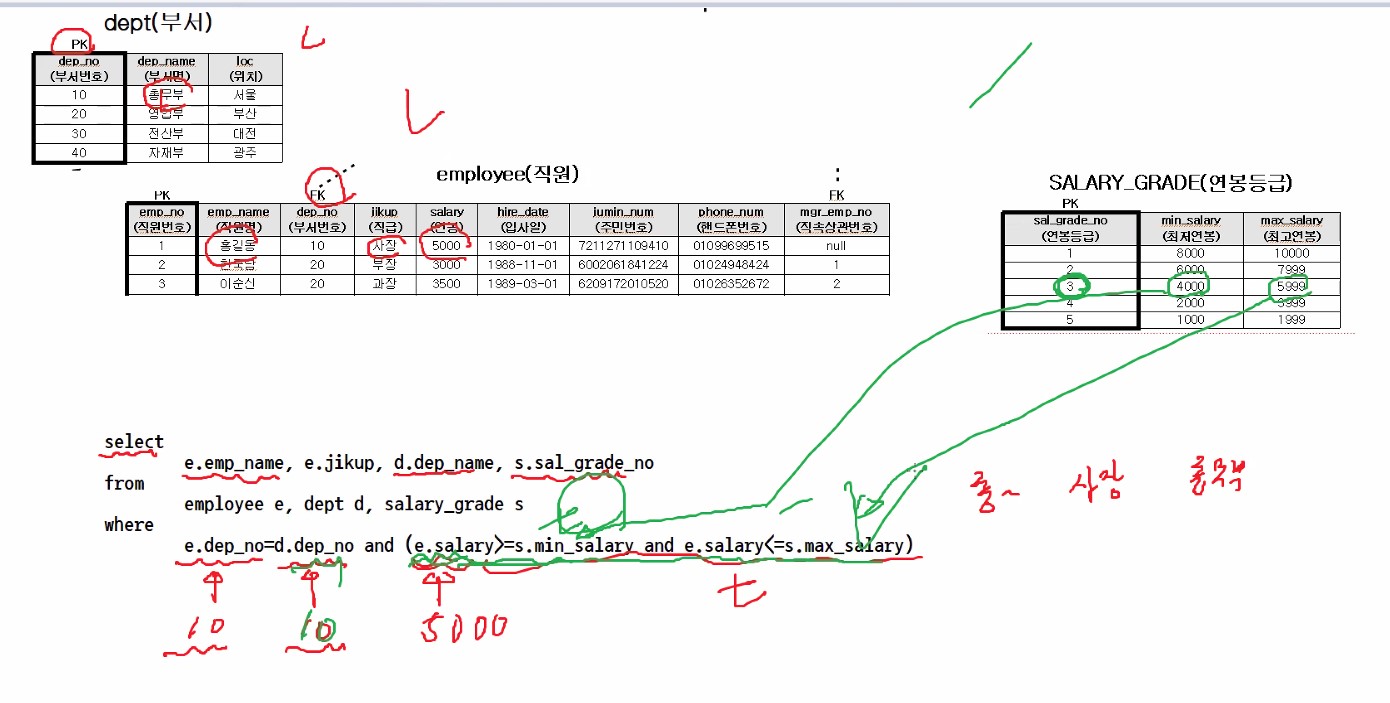 dept(부서)
PK
dep_no dep_name loc
(부서번호) (부서명) (위치)
10 총무부 서울
20 영업부 부산
30 전산부 대전
40 자재부 광주
employee(직원)
PK FK FK
emp_no emp_name dep_no jikup salary hire_date jumin_num phone_num mgr_emp_no
(직원번호) (직원명) (부서번호) (직급) (연봉) (입사일) (주민번호) (핸드폰번호) (직속상관번호)
1 홍길동 10 사장 5000 1980-01-01 7211271109410 01099699515 null
2 한국남 20 부장 3000 1988-11-01 6002061841224 01024948424 1
3 이순신 20 과장 3500 1989-03-01 6209172010520 01026352672 2
SALARY_GRADE(연봉등급)
PK
sal_grade_no min_salary max_salary
(연봉등급) (최저연봉) (최고연봉)
1 8000 10000
2 6000 7999
3 4000 5999
4 2000 3999
5 1000 1999
select
e.emp_name, e.jikup, d.dep_name, s.sal_grade_no
from
employee e, dept d, salary_grade s
where
e.dep_no=d.dep_no and (e.salary>=s.min_salary and e.salary<=s.max_salary)
홍~ 사장 총무부
10 10 5000